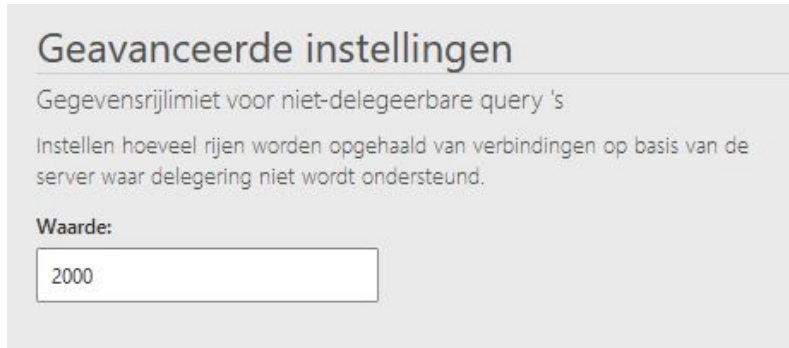 Geavanceerde instellingen
Gegevensrijlimiet voor niet-delegeerbare query 's
Instellen hoeveel rijen worden opgehaald van verbindingen op basis van de
server waar delegering niet wordt ondersteund.
Waarde:
2000